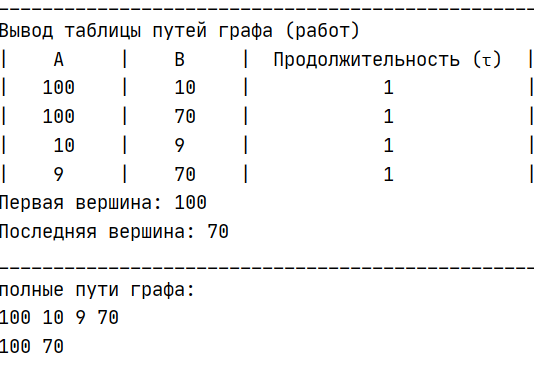 Вывод таблицы путей графа (работ)
| A | B | Продолжительность (τ) |
| 100 | 10 | 1 |
| 100 | 70 | 1 |
| 10 | 9 | 1 |
| 9 | 70 | 1 |
Первая вершина: 100
Последняя вершина: 70
полные пути графа:
100 10 9 70
100 70